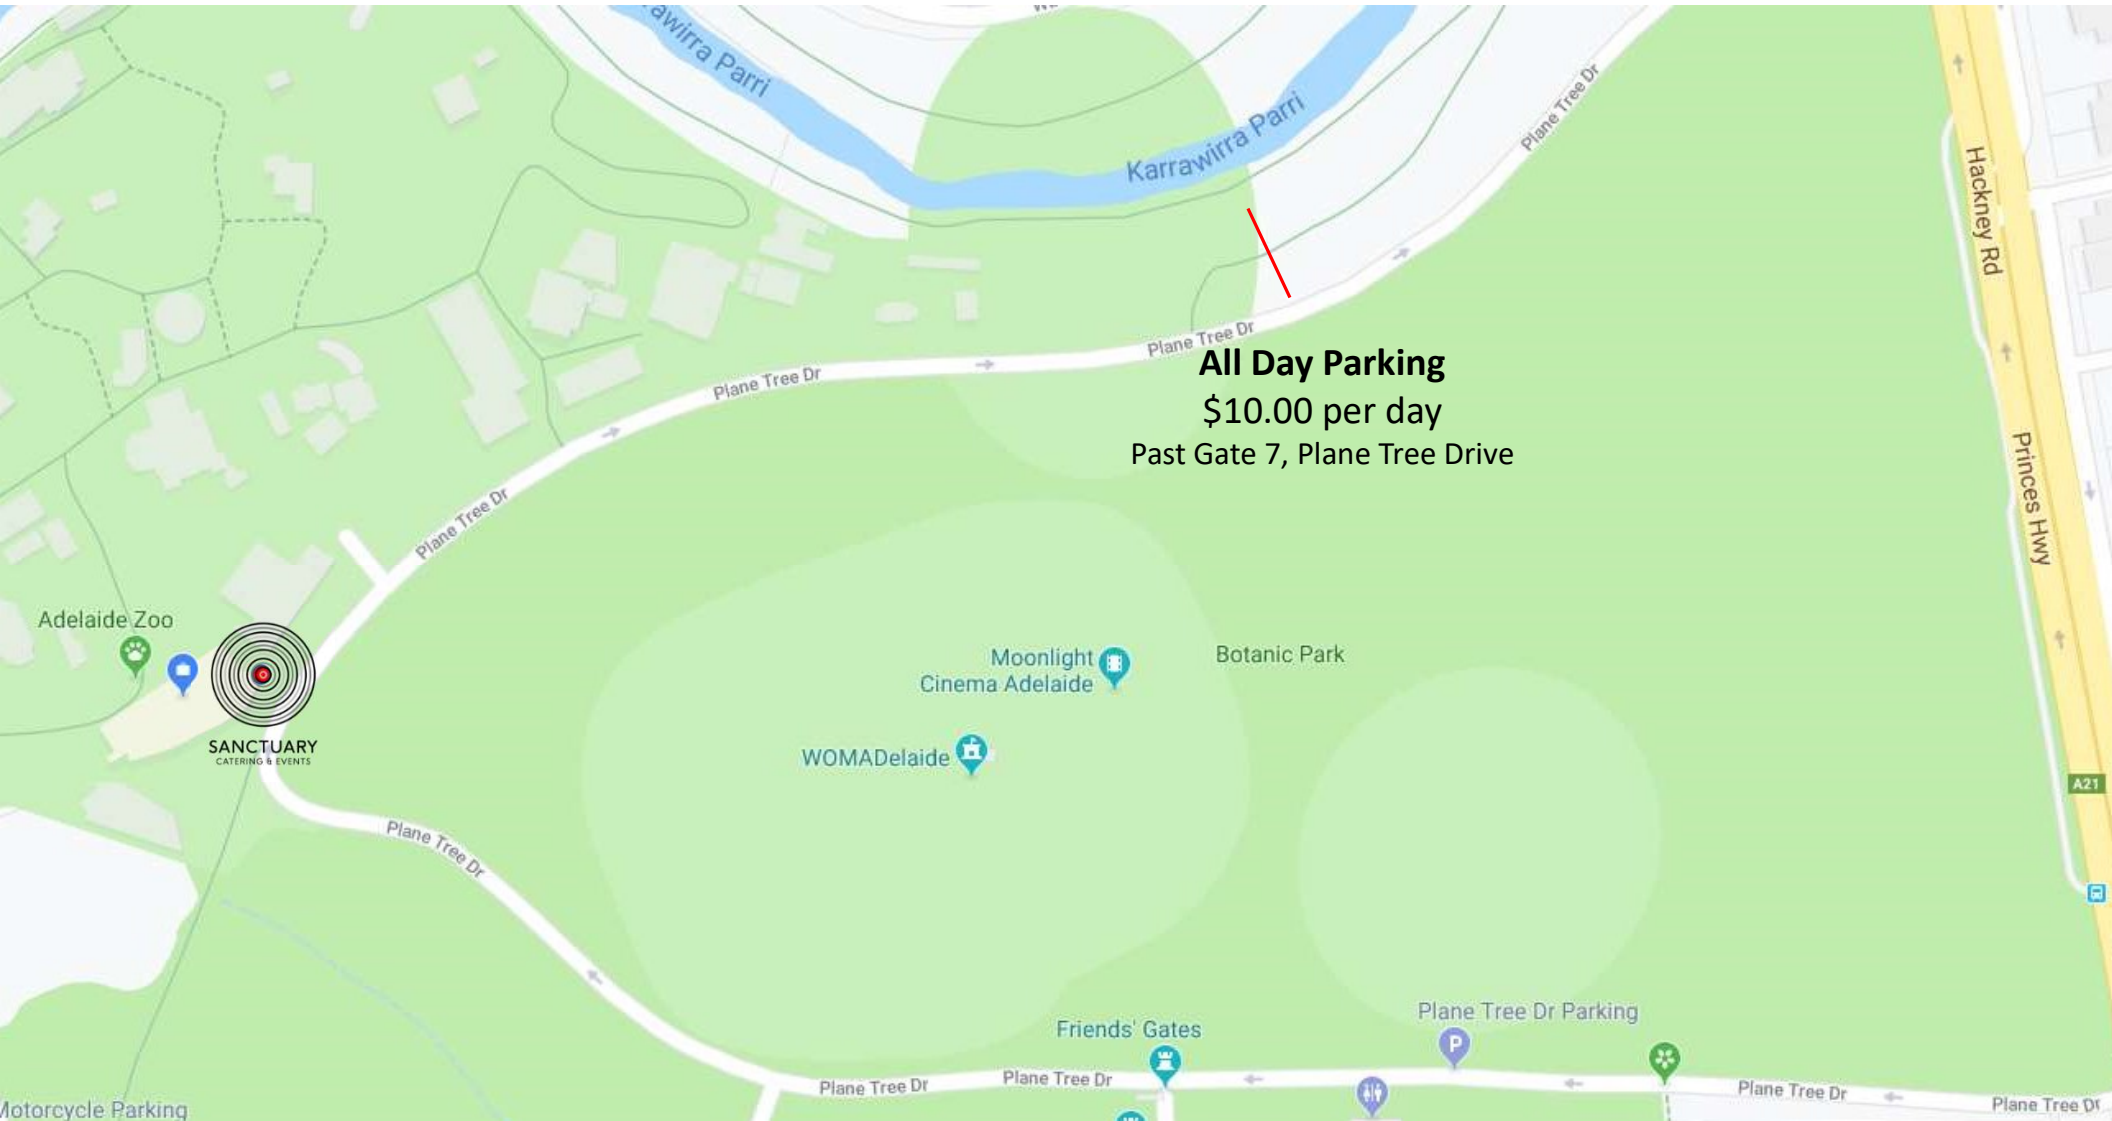 awirra Parri
Karrawirra Parri
Plane Tree Dr
Hackney Rd
Plane Tree Dr
All Day Parking
$10.00 per day
Past Gate 7, Plane Tree Drive
Plane Tree Dr
Princes Hwy
Plane Tree Dr
Adelaide Zoo
SANCTUARY
CATERING & EVENTS
Moonlight
Cinema Adelaide
Botanic Park
WOMADelaide
A21
Plane Tree Dr
Plane Tree Dr Parking
P
Friends' Gates
Plane Tree Dr
Plane Tree Dr
Plane Tree Dr
Plane Tree Dr
Motorcycle Parking